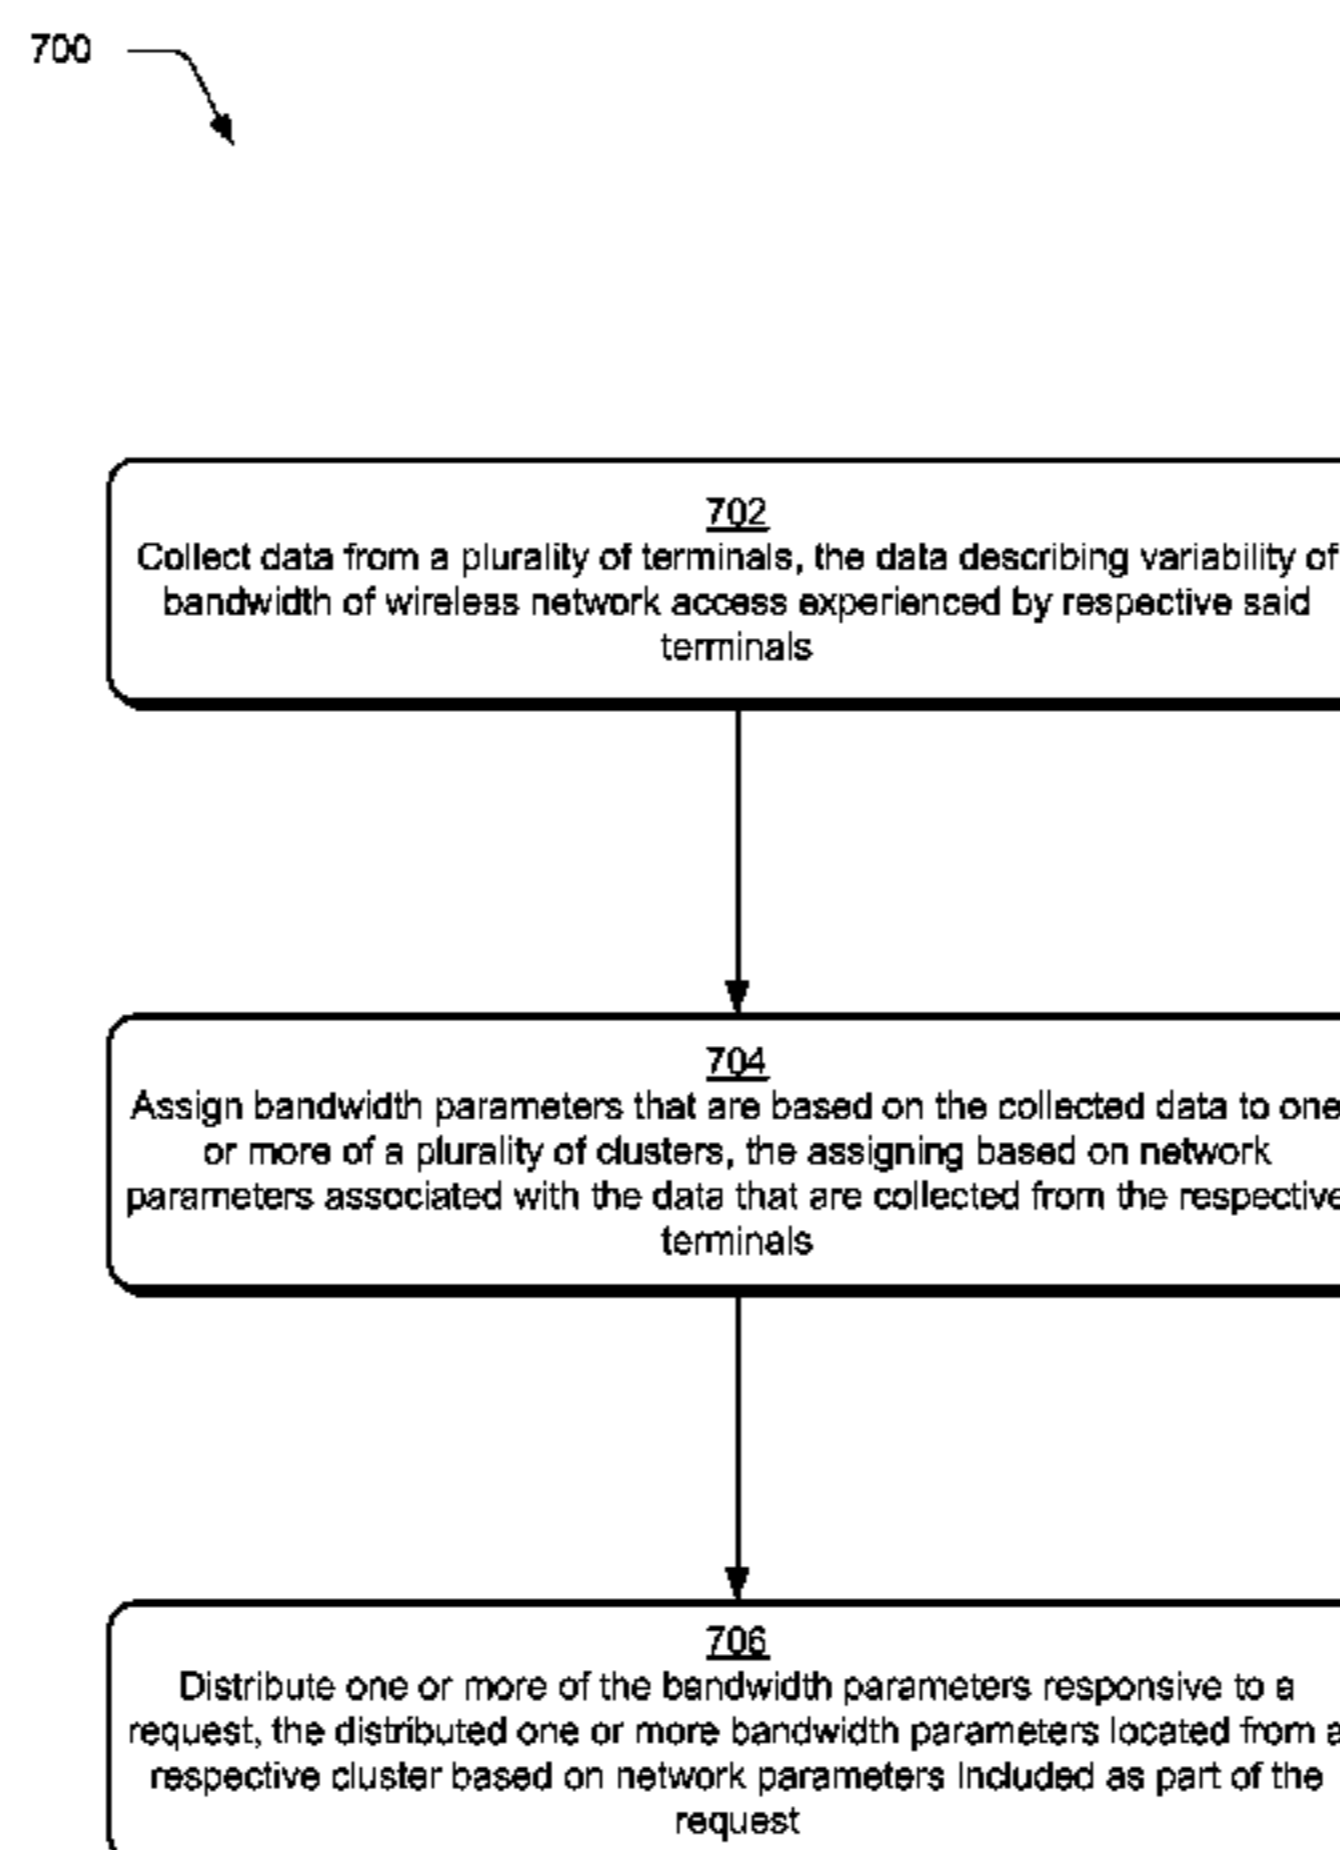 700
702
Collect data from a plurality of terminals, the data describing variability of
bandwidth of wireless network access experienced by respective said
terminals
704
Assign bandwidth parameters that are based on the collected data to one
or more of a plurality of clusters, the assigning based on network
parameters associated with the data that are collected from the respective
terminals
706
Distribute one or more of the bandwidth parameters responsive to a
request, the distributed one or more bandwidth parameters located from a
respective cluster based on network parameters included as part of the
request